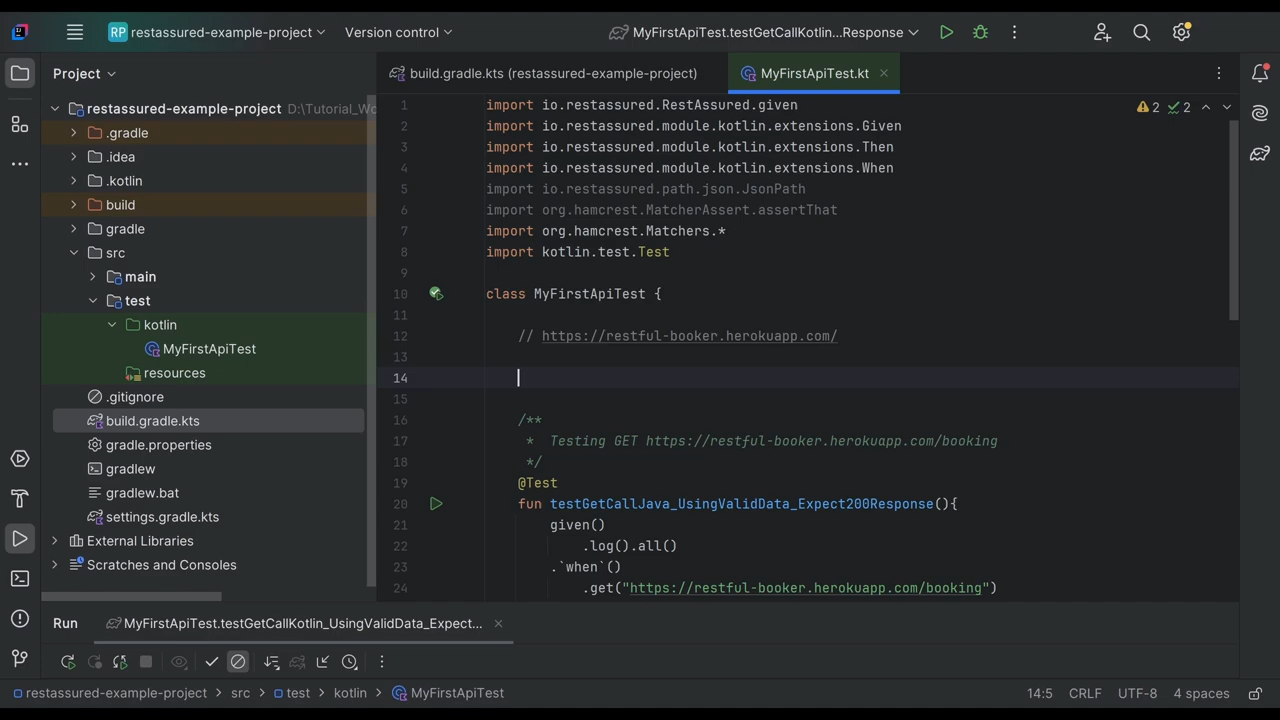 RP restassured-example-project
Version control
MyFirstApiTest.testGetCallKotlin...Response
Project
build.gradle.kts (restassured-example-project)
MyFirstApiTest.kt
restassured-example-project D:\Tutorial_Wo
.gradle
.idea
.kotlin
build
gradle
src
main
test
kotlin
MyFirstApiTest
resources
.gitignore
build.gradle.kts
gradle.properties
gradlew
gradlew.bat
settings.gradle.kts
External Libraries
Scratches and Consoles
2 2
1 import io.restassured.RestAssured.given
2 import io.restassured.module.kotlin.extensions.Given
3 import io.restassured.module.kotlin.extensions.Then
4 import io.restassured.module.kotlin.extensions.When
5 import io.restassured.path.json.JsonPath
6 import org.hamcrest.MatcherAssert.assertThat
7 import org.hamcrest.Matchers.*
8 import kotlin.test.Test
9
10 class MyFirstApiTest {
11
12 // https://restful-booker.herokuapp.com/
13
14
15
16 /**
17 * Testing GET https://restful-booker.herokuapp.com/booking
18 */
19 @Test
20 fun testGetCallJava_UsingValidData_Expect200Response(){
21 given()
22 .log().all()
23 .`when`()
24 .get("https://restful-booker.herokuapp.com/booking")
Run
MyFirstApiTest.testGetCallKotlin_UsingValidData_Expect...
restassured-example-project > src > test > kotlin > MyFirstApiTest
14:5 CRLF UTF-8 4 spaces